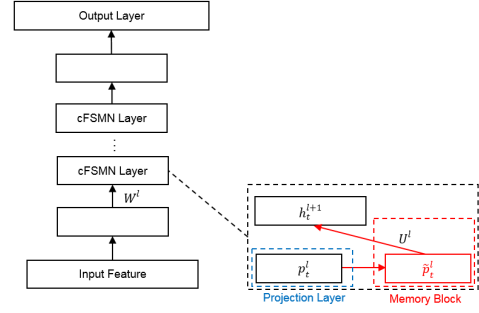 Output Layer
cFSMN Layer
⋮
cFSMN Layer
W^l
Input Feature
h_t^{l+1}
U^l
p_t^l
p̃_t^l
Projection Layer
Memory Block